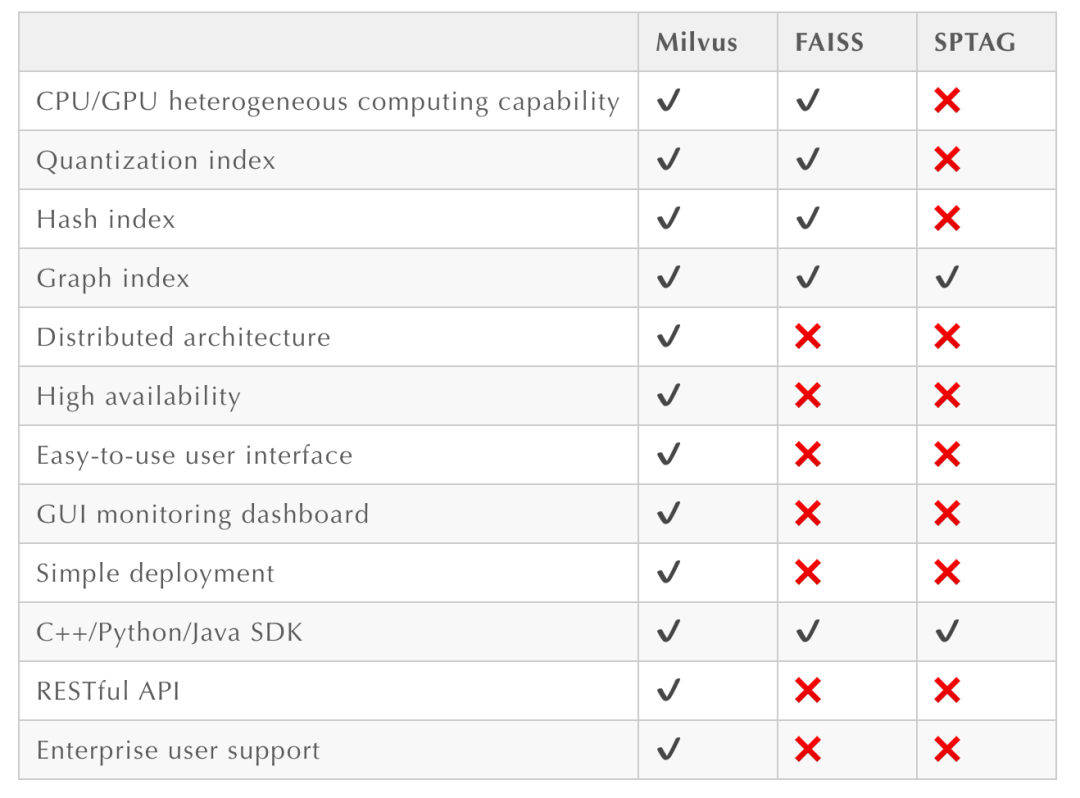 Milvus FAISS SPTAG
CPU/GPU heterogeneous computing capability ✔ ✔ ❌
Quantization index ✔ ✔ ❌
Hash index ✔ ✔ ❌
Graph index ✔ ✔ ✔
Distributed architecture ✔ ❌ ❌
High availability ✔ ❌ ❌
Easy-to-use user interface ✔ ❌ ❌
GUI monitoring dashboard ✔ ❌ ❌
Simple deployment ✔ ❌ ❌
C++/Python/Java SDK ✔ ✔ ✔
RESTful API ✔ ❌ ❌
Enterprise user support ✔ ❌ ❌